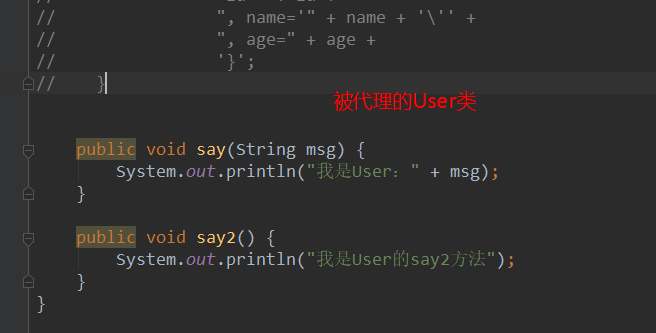 //                  ", name='" + name + '\'' +
//                  ", age=" + age +
//                  '}';
//      }
被代理的User类
    public void say(String msg) {
        System.out.println("我是User：" + msg);
    }
    public void say2() {
        System.out.println("我是User的say2方法");
    }
}